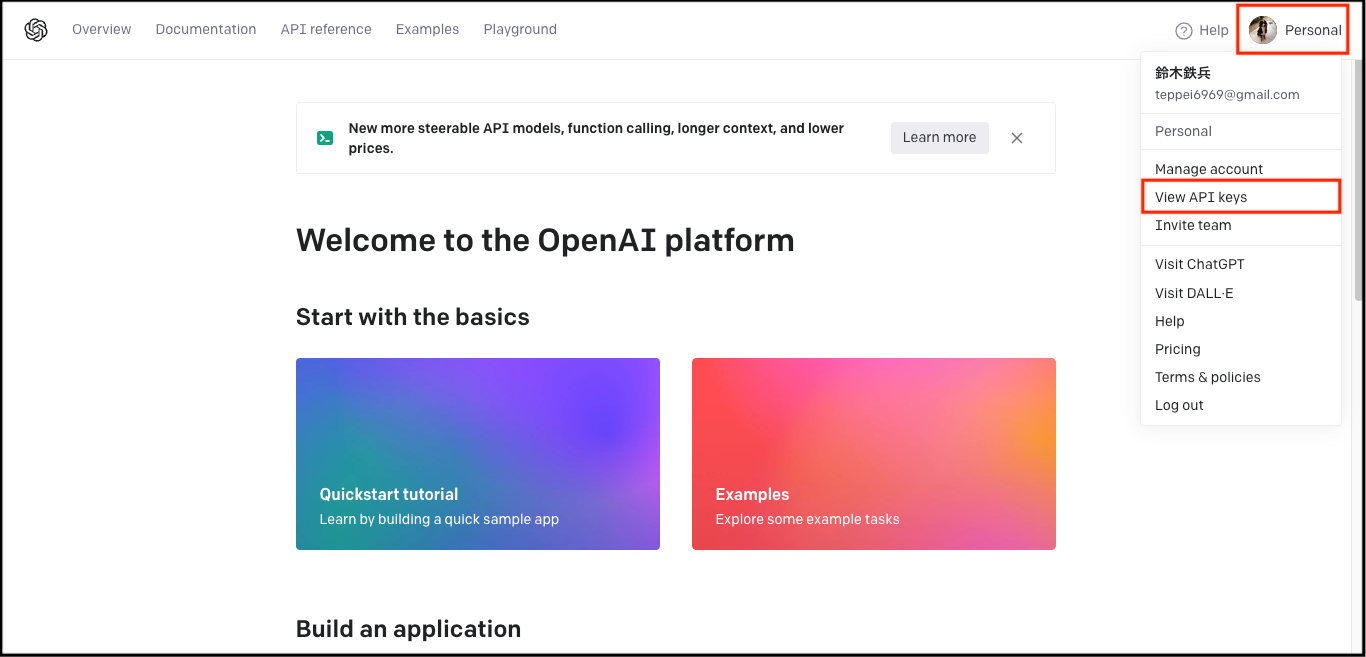 Overview Documentation API reference Examples Playground Help Personal
鈴木鉄兵
teppei6969@gmail.com
Personal
Manage account
View API keys
Invite team
Visit ChatGPT
Visit DALL·E
Help
Pricing
Terms & policies
Log out
New more steerable API models, function calling, longer context, and lower
prices.
Learn more
Welcome to the OpenAI platform
Start with the basics
Quickstart tutorial
Learn by building a quick sample app
Examples
Explore some example tasks
Build an application